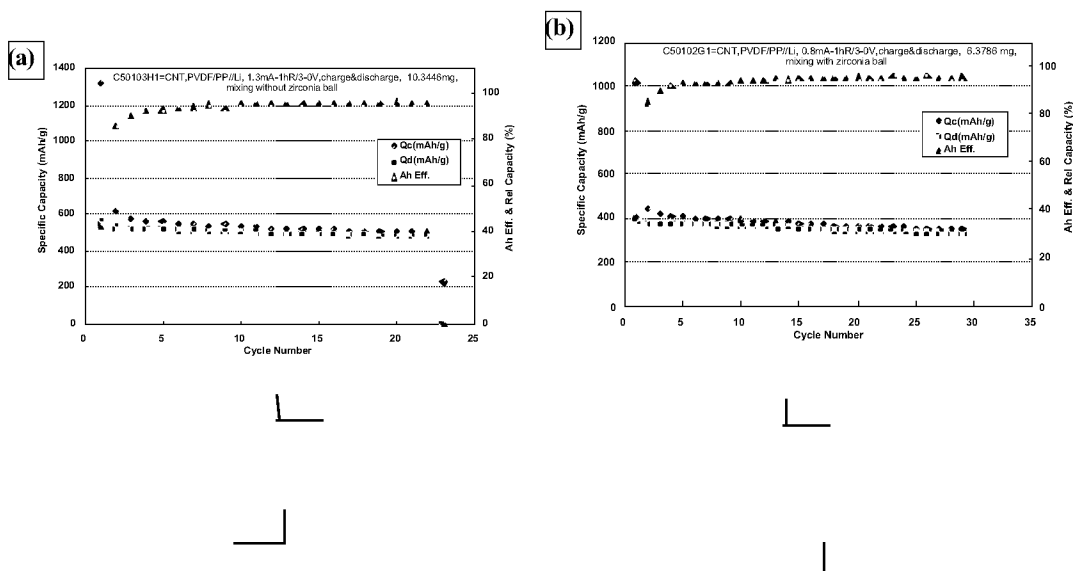 (a)
C50103H1=CNT,PVDF/PP//Li, 1.3mA-1hR/3-0V,charge&discharge, 10.3446mg,
mixing without zirconia ball
1400
1200
1000
800
600
400
200
0
Specific Capacity (mAh/g)
100
80
60
40
20
0
Ah Eff. & Rel Capacity (%)
Qc(mAh/g)
Qd(mAh/g)
Ah Eff.
0 5 10 15 20 25
Cycle Number
(b)
C50102G1=CNT,PVDF/PP//Li, 0.8mA-1hR/3-0V,charge&discharge, 6.3786 mg,
mixing with zirconia ball
1200
1000
800
600
400
200
0
Specific Capacity (mAh/g)
100
80
60
40
20
0
Ah Eff. & Rel Capacity (%)
Qc(mAh/g)
Qd(mAh/g)
Ah Eff.
0 5 10 15 20 25 30 35
Cycle Number